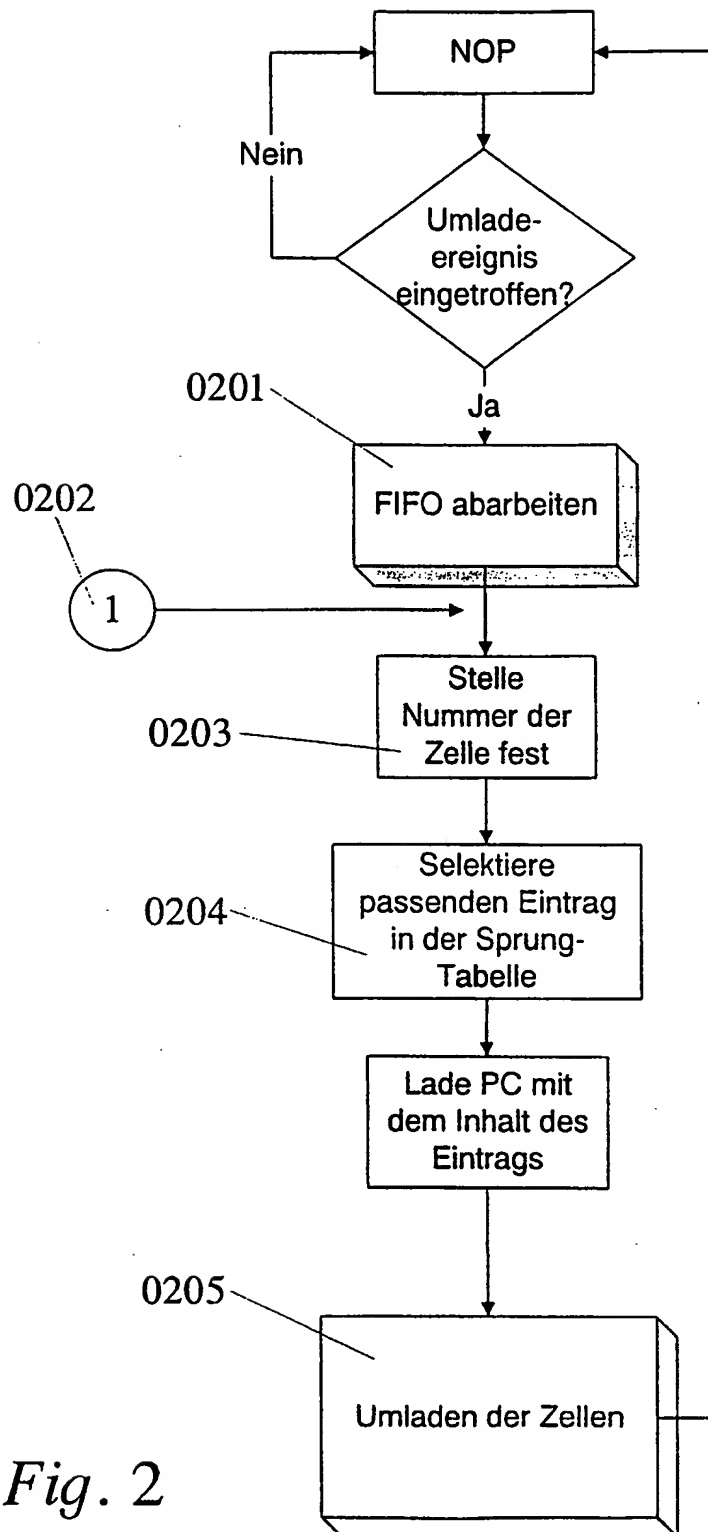 NOP
Nein
Umlade-
ereignis
eingetroffen?
Ja
0201
FIFO abarbeiten
0202
1
Stelle
Nummer der
Zelle fest
0203
Selektiere
passenden Eintrag
in der Sprung-
Tabelle
0204
Lade PC mit
dem Inhalt des
Eintrags
0205
Umladen der Zellen
Fig. 2